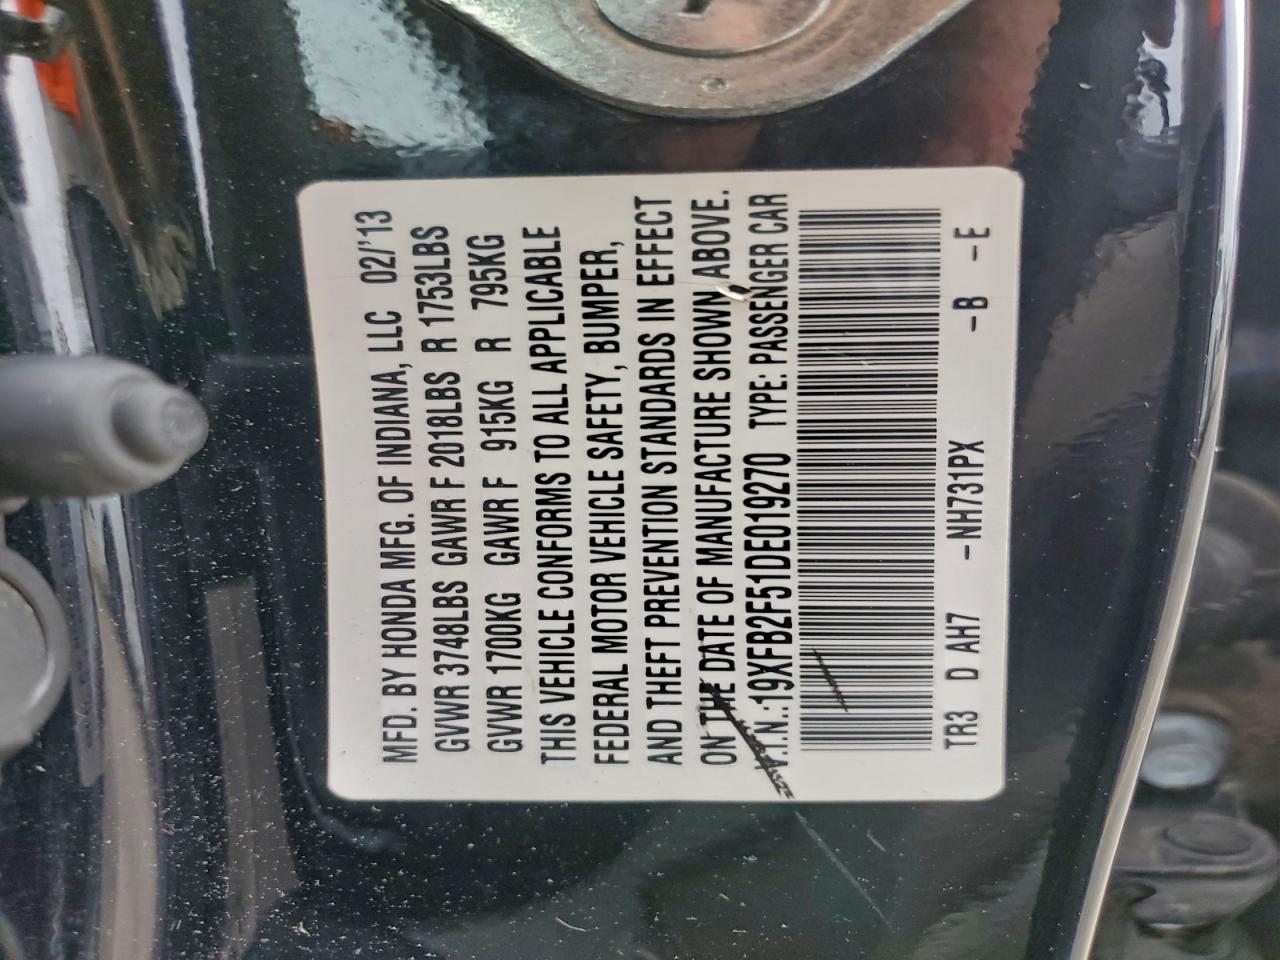 MFD. BY HONDA MFG. OF INDIANA, LLC 02/'13
GVWR 3748LBS GAWR F 2018LBS R 1753LBS
GVWR 1700KG GAWR F 915KG R 795KG
THIS VEHICLE CONFORMS TO ALL APPLICABLE
FEDERAL MOTOR VEHICLE SAFETY, BUMPER,
AND THEFT PREVENTION STANDARDS IN EFFECT
ON THE DATE OF MANUFACTURE SHOWN ABOVE.
V.I.N.:19XFB2F51DE019270 TYPE: PASSENGER CAR
TR3 D AH7 -NH731PX -B -E